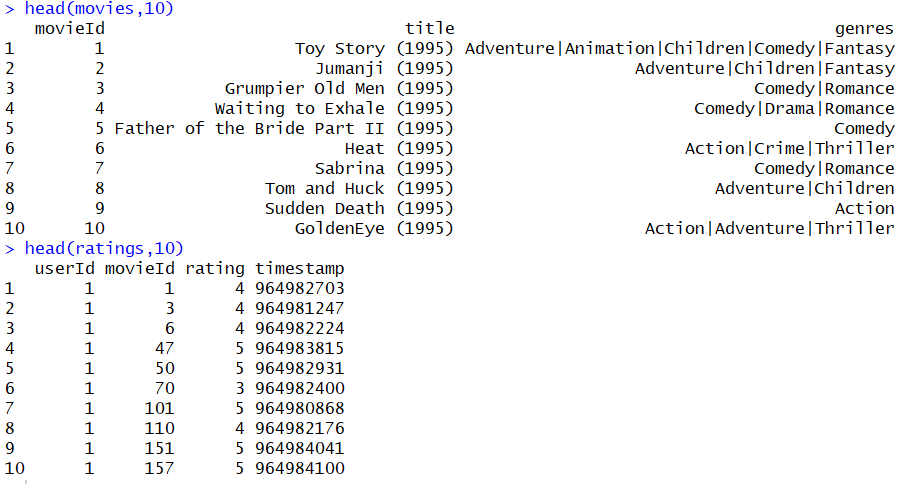 > head(movies,10)
movieId title genres
1 1 Toy Story (1995) Adventure|Animation|Children|Comedy|Fantasy
2 2 Jumanji (1995) Adventure|Children|Fantasy
3 3 Grumpier Old Men (1995) Comedy|Romance
4 4 Waiting to Exhale (1995) Comedy|Drama|Romance
5 5 Father of the Bride Part II (1995) Comedy
6 6 Heat (1995) Action|Crime|Thriller
7 7 Sabrina (1995) Comedy|Romance
8 8 Tom and Huck (1995) Adventure|Children
9 9 Sudden Death (1995) Action
10 10 GoldenEye (1995) Action|Adventure|Thriller
> head(ratings,10)
userId movieId rating timestamp
1 1 1 4 964982703
2 1 3 4 964981247
3 1 6 4 964982224
4 1 47 5 964983815
5 1 50 5 964982931
6 1 70 3 964982400
7 1 101 5 964980868
8 1 110 4 964982176
9 1 151 5 964984041
10 1 157 5 964984100